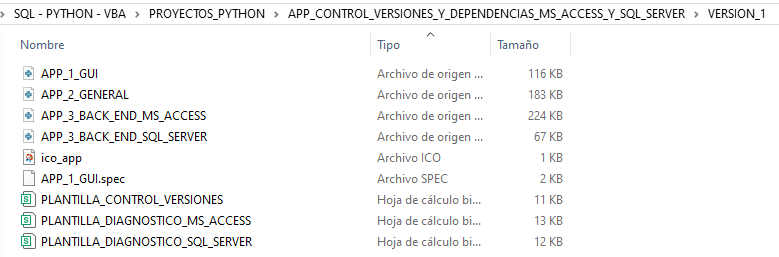 SQL - PYTHON - VBA > PROYECTOS_PYTHON > APP_CONTROL_VERSIONES_Y_DEPENDENCIAS_MS_ACCESS_Y_SQL_SERVER > VERSION_1
Nombre Tipo Tamaño
APP_1_GUI Archivo de origen ... 116 KB
APP_2_GENERAL Archivo de origen ... 183 KB
APP_3_BACK_END_MS_ACCESS Archivo de origen ... 224 KB
APP_3_BACK_END_SQL_SERVER Archivo de origen ... 67 KB
ico_app Archivo ICO 1 KB
APP_1_GUI.spec Archivo SPEC 2 KB
PLANTILLA_CONTROL_VERSIONES Hoja de cálculo bi... 11 KB
PLANTILLA_DIAGNOSTICO_MS_ACCESS Hoja de cálculo bi... 13 KB
PLANTILLA_DIAGNOSTICO_SQL_SERVER Hoja de cálculo bi... 12 KB